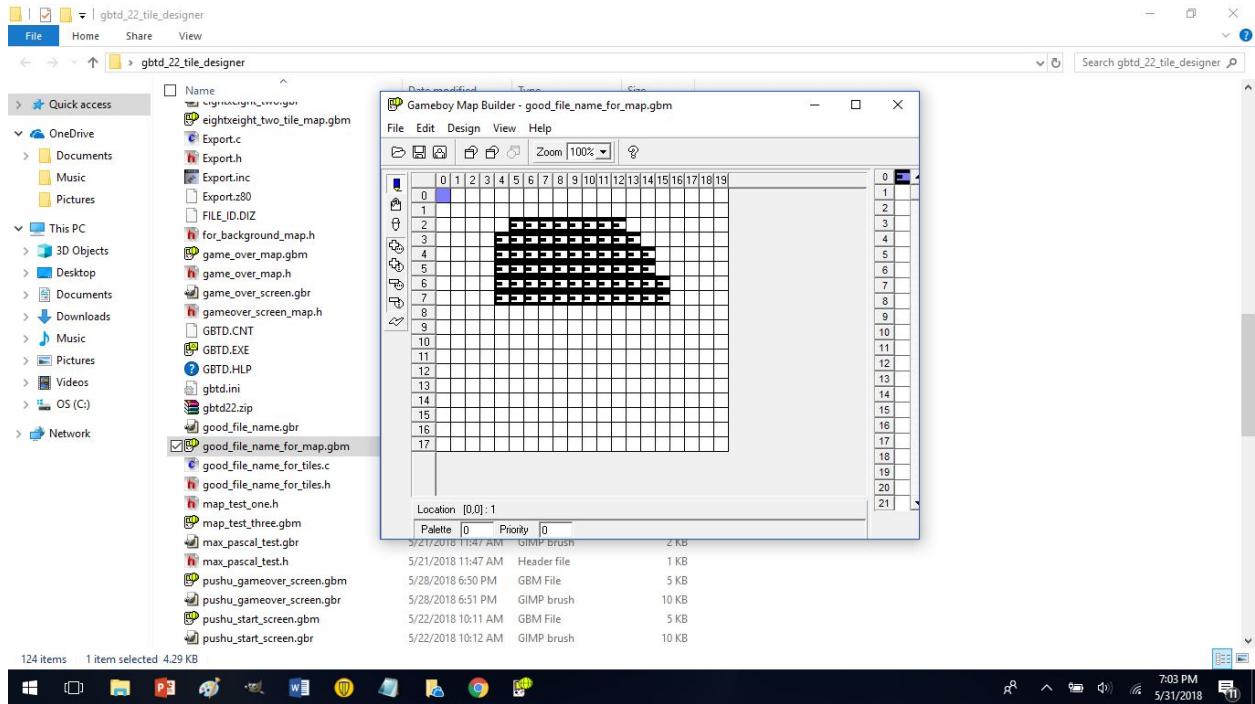 gbtd_22_tile_designer
File Home Share View
gbtd_22_tile_designer
Search gbtd_22_tile_designer
Name
Quick access
OneDrive
Documents
Music
Pictures
This PC
3D Objects
Desktop
Documents
Downloads
Music
Pictures
Videos
OS (C:)
Network
eightxeight_two_tile_map.gbm
Export.c
Export.h
Export.inc
Export.z80
FILE_ID.DIZ
for_background_map.h
game_over_map.gbm
game_over_map.h
game_over_screen.gbr
gameover_screen_map.h
GBTD.CNT
GBTD.EXE
GBTD.HLP
gbtd.ini
gbtd22.zip
good_file_name.gbr
good_file_name_for_map.gbm
good_file_name_for_tiles.c
good_file_name_for_tiles.h
map_test_one.h
map_test_three.gbm
max_pascal_test.gbr 5/21/2018 11:47 AM GIMP brush 2 KB
max_pascal_test.h 5/21/2018 11:47 AM Header file 1 KB
pushu_gameover_screen.gbm 5/28/2018 6:50 PM GBM File 5 KB
pushu_gameover_screen.gbr 5/28/2018 6:51 PM GIMP brush 10 KB
pushu_start_screen.gbm 5/22/2018 10:11 AM GBM File 5 KB
pushu_start_screen.gbr 5/22/2018 10:12 AM GIMP brush 10 KB
Gameboy Map Builder - good_file_name_for_map.gbm
File Edit Design View Help
Zoom 100%
0 1 2 3 4 5 6 7 8 9 10 11 12 13 14 15 16 17 18 19
0
1
2
3
4
5
6
7
8
9
10
11
12
13
14
15
16
17
0
1
2
3
4
5
6
7
8
9
10
11
12
13
14
15
16
17
18
19
20
21
Location [0,0] : 1
Palette 0 Priority 0
124 items 1 item selected 4.29 KB
7:03 PM
5/31/2018
11